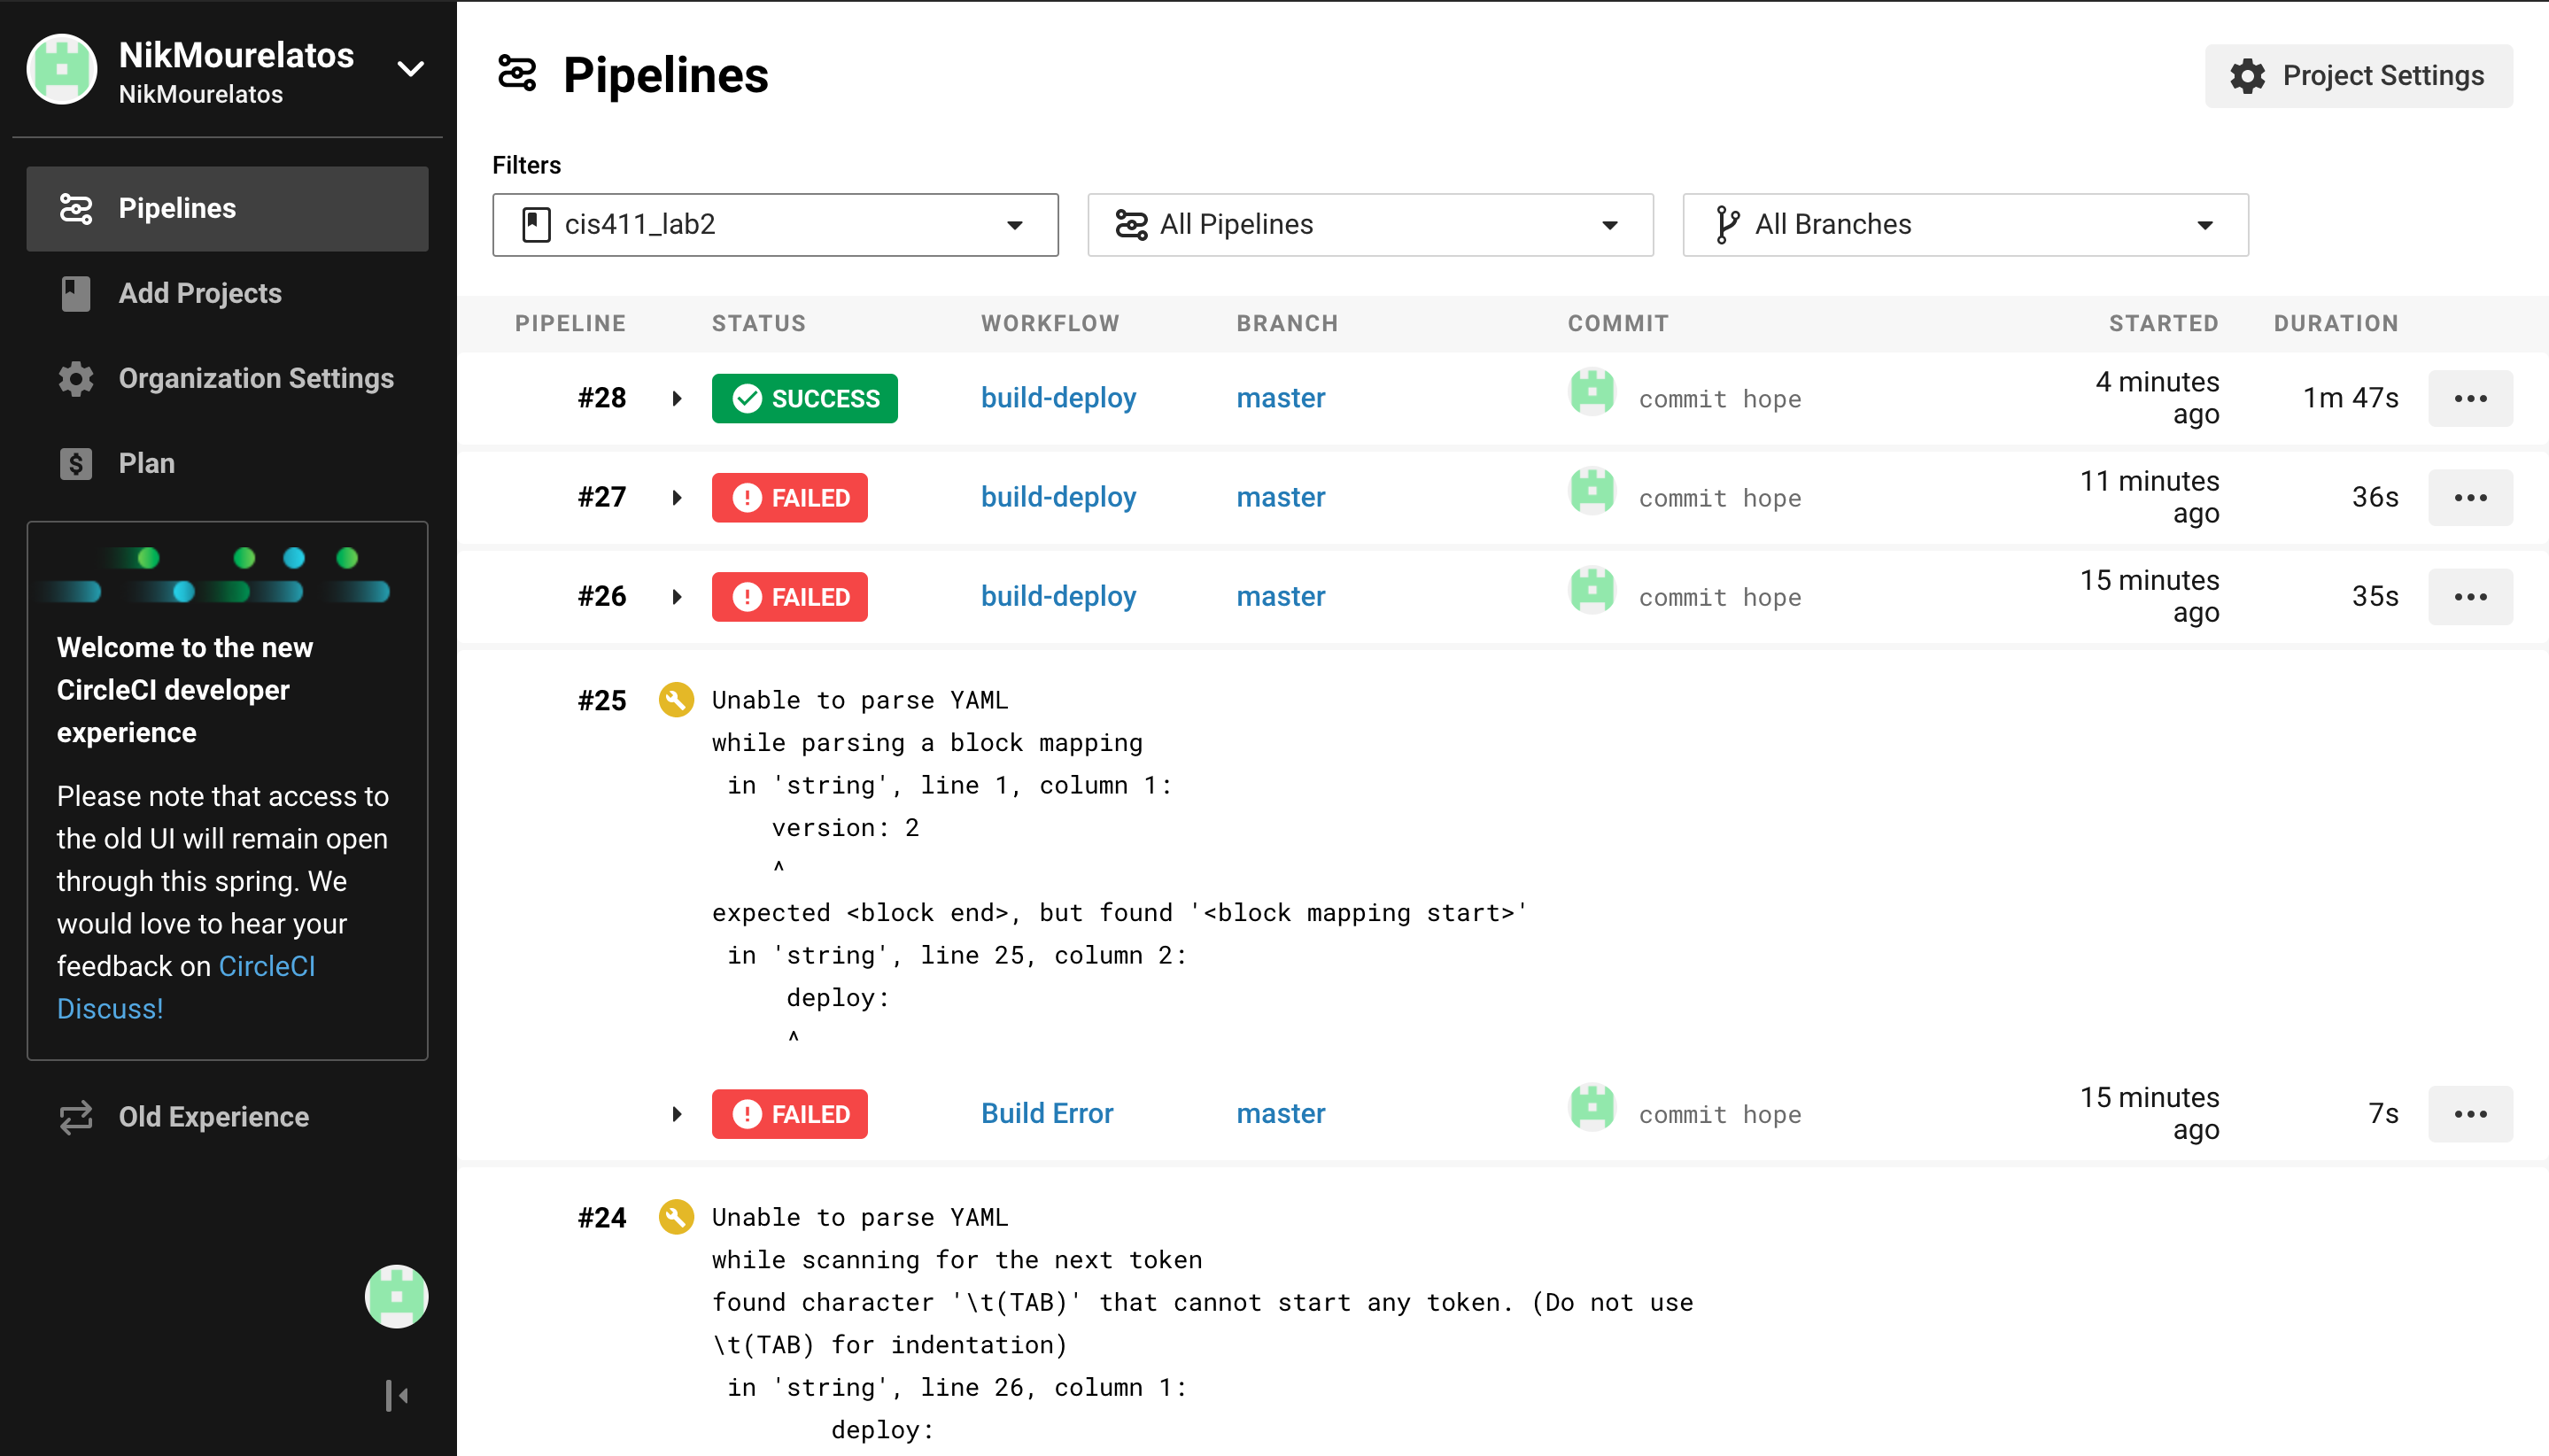 NikMourelatos
NikMourelatos
Pipelines
Add Projects
Organization Settings
Plan
Welcome to the new
CircleCI developer
experience
Please note that access to
the old UI will remain open
through this spring. We
would love to hear your
feedback on CircleCI
Discuss!
Old Experience
Pipelines
Project Settings
Filters
cis411_lab2
All Pipelines
All Branches
PIPELINE STATUS WORKFLOW BRANCH COMMIT STARTED DURATION
#28 SUCCESS build-deploy master commit hope 4 minutes ago 1m 47s
#27 FAILED build-deploy master commit hope 11 minutes ago 36s
#26 FAILED build-deploy master commit hope 15 minutes ago 35s
#25 Unable to parse YAML
while parsing a block mapping
in 'string', line 1, column 1:
version: 2
^
expected <block end>, but found '<block mapping start>'
in 'string', line 25, column 2:
deploy:
^
FAILED Build Error master commit hope 15 minutes ago 7s
#24 Unable to parse YAML
while scanning for the next token
found character '\t(TAB)' that cannot start any token. (Do not use
\t(TAB) for indentation)
in 'string', line 26, column 1:
deploy: